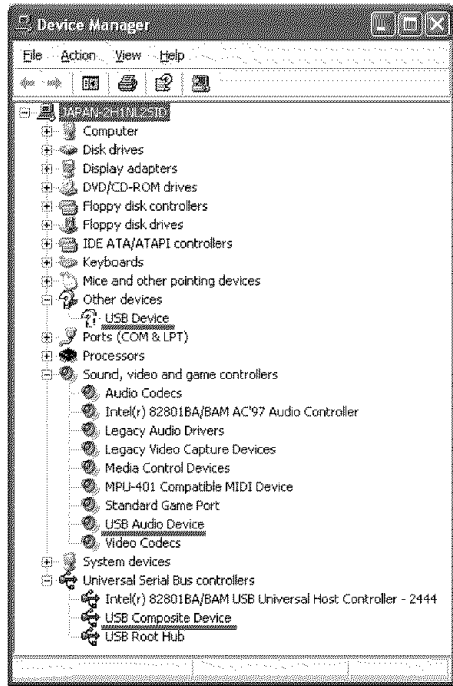 Device Manager
File Action View Help
JAPAN-2H1NL2SID
Computer
Disk drives
Display adapters
DVD/CD-ROM drives
Floppy disk controllers
Floppy disk drives
IDE ATA/ATAPI controllers
Keyboards
Mice and other pointing devices
Other devices
USB Device
Ports (COM & LPT)
Processors
Sound, video and game controllers
Audio Codecs
Intel(r) 82801BA/BAM AC'97 Audio Controller
Legacy Audio Drivers
Legacy Video Capture Devices
Media Control Devices
MPU-401 Compatible MIDI Device
Standard Game Port
USB Audio Device
Video Codecs
System devices
Universal Serial Bus controllers
Intel(r) 82801BA/BAM USB Universal Host Controller - 2444
USB Composite Device
USB Root Hub